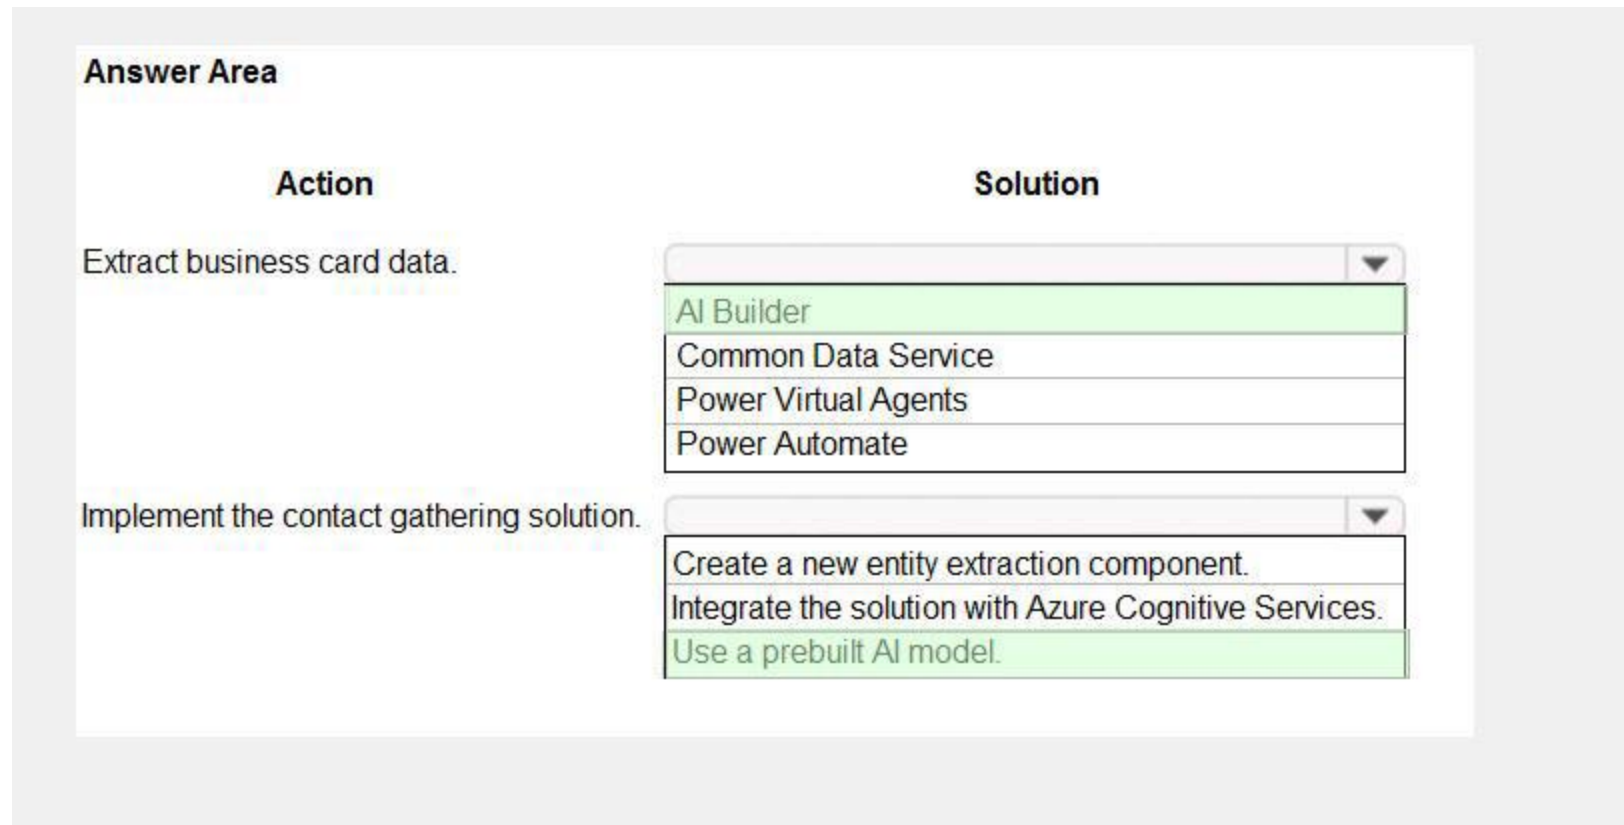 Answer Area
Action Solution
Extract business card data.
AI Builder
Common Data Service
Power Virtual Agents
Power Automate
Implement the contact gathering solution.
Create a new entity extraction component.
Integrate the solution with Azure Cognitive Services.
Use a prebuilt AI model.